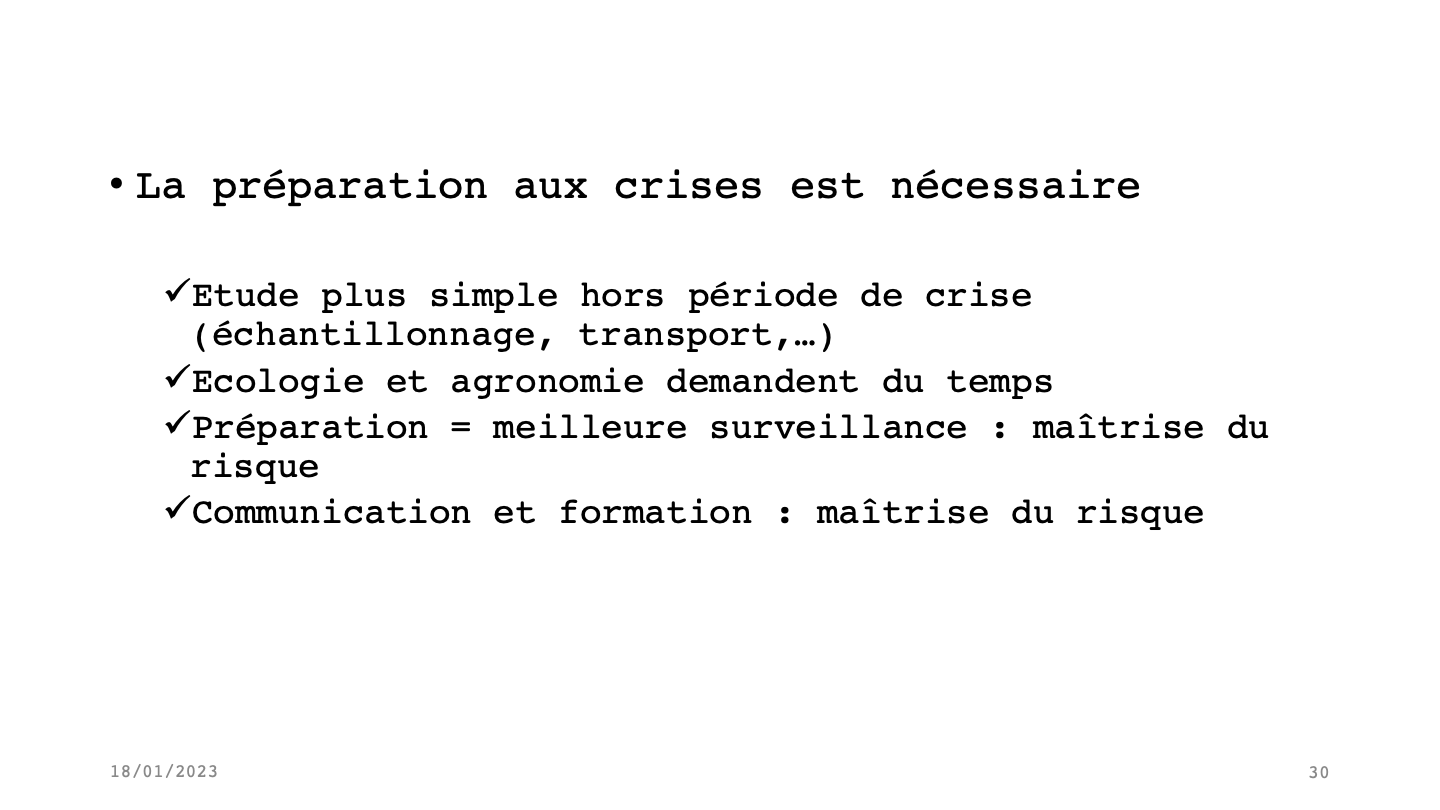 • La préparation aux crises est nécessaire
✓Etude plus simple hors période de crise
(échantillonnage, transport,…)
✓Ecologie et agronomie demandent du temps
✓Préparation = meilleure surveillance : maîtrise du
risque
✓Communication et formation : maîtrise du risque
18/01/2023
30